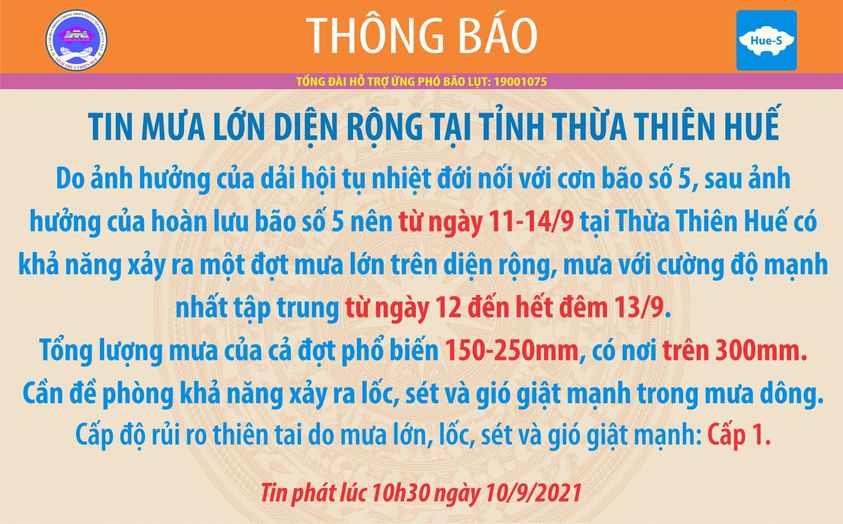 THÔNG BÁO
Hue-S
TỔNG ĐÀI HỖ TRỢ ỨNG PHÓ BÃO LỤT: 19001075
TIN MƯA LỚN DIỆN RỘNG TẠI TỈNH THỪA THIÊN HUẾ
Do ảnh hưởng của dải hội tụ nhiệt đới nối với cơn bão số 5, sau ảnh
hưởng của hoàn lưu bão số 5 nên từ ngày 11-14/9 tại Thừa Thiên Huế có
khả năng xảy ra một đợt mưa lớn trên diện rộng, mưa với cường độ mạnh
nhất tập trung từ ngày 12 đến hết đêm 13/9.
Tổng lượng mưa của cả đợt phổ biến 150-250mm, có nơi trên 300mm.
Cần đề phòng khả năng xảy ra lốc, sét và gió giật mạnh trong mưa dông.
Cấp độ rủi ro thiên tai do mưa lớn, lốc, sét và gió giật mạnh: Cấp 1.
Tin phát lúc 10h30 ngày 10/9/2021